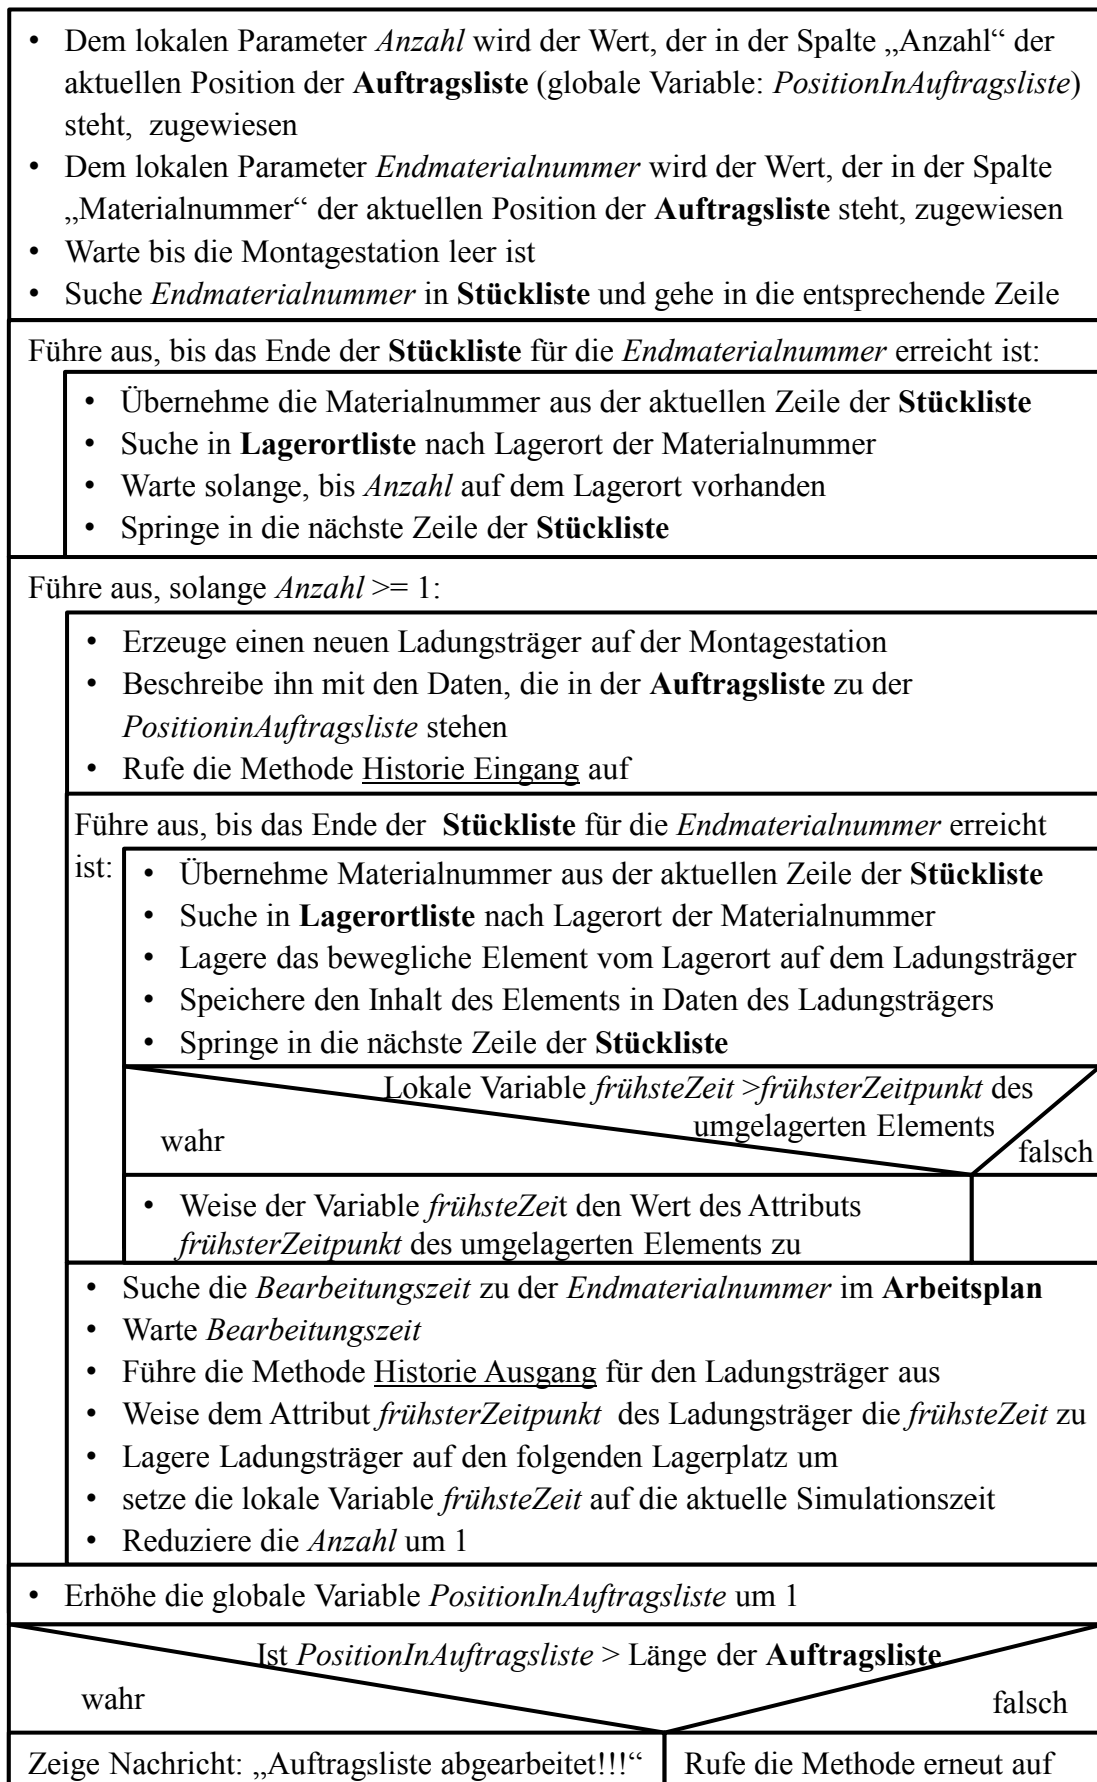 • Dem lokalen Parameter Anzahl wird der Wert, der in der Spalte „Anzahl“ der
aktuellen Position der Auftragsliste (globale Variable: PositionInAuftragsliste)
steht, zugewiesen
• Dem lokalen Parameter Endmaterialnummer wird der Wert, der in der Spalte
„Materialnummer“ der aktuellen Position der Auftragsliste steht, zugewiesen
• Warte bis die Montagestation leer ist
• Suche Endmaterialnummer in Stückliste und gehe in die entsprechende Zeile
Führe aus, bis das Ende der Stückliste für die Endmaterialnummer erreicht ist:
• Übernehme die Materialnummer aus der aktuellen Zeile der Stückliste
• Suche in Lagerortliste nach Lagerort der Materialnummer
• Warte solange, bis Anzahl auf dem Lagerort vorhanden
• Springe in die nächste Zeile der Stückliste
Führe aus, solange Anzahl >= 1:
• Erzeuge einen neuen Ladungsträger auf der Montagestation
• Beschreibe ihn mit den Daten, die in der Auftragsliste zu der
PositioninAuftragsliste stehen
• Rufe die Methode Historie Eingang auf
Führe aus, bis das Ende der Stückliste für die Endmaterialnummer erreicht
ist:
• Übernehme Materialnummer aus der aktuellen Zeile der Stückliste
• Suche in Lagerortliste nach Lagerort der Materialnummer
• Lagere das bewegliche Element vom Lagerort auf dem Ladungsträger
• Speichere den Inhalt des Elements in Daten des Ladungsträgers
• Springe in die nächste Zeile der Stückliste
Lokale Variable frühsteZeit >frühsterZeitpunkt des
umgelagerten Elements
wahr
falsch
• Weise der Variable frühsteZeit den Wert des Attributs
frühsterZeitpunkt des umgelagerten Elements zu
• Suche die Bearbeitungszeit zu der Endmaterialnummer im Arbeitsplan
• Warte Bearbeitungszeit
• Führe die Methode Historie Ausgang für den Ladungsträger aus
• Weise dem Attribut frühsterZeitpunkt des Ladungsträger die frühsteZeit zu
• Lagere Ladungsträger auf den folgenden Lagerplatz um
• setze die lokale Variable frühsteZeit auf die aktuelle Simulationszeit
• Reduziere die Anzahl um 1
• Erhöhe die globale Variable PositionInAuftragsliste um 1
Ist PositionInAuftragsliste > Länge der Auftragsliste
wahr
falsch
Zeige Nachricht: „Auftragsliste abgearbeitet!!!“
Rufe die Methode erneut auf